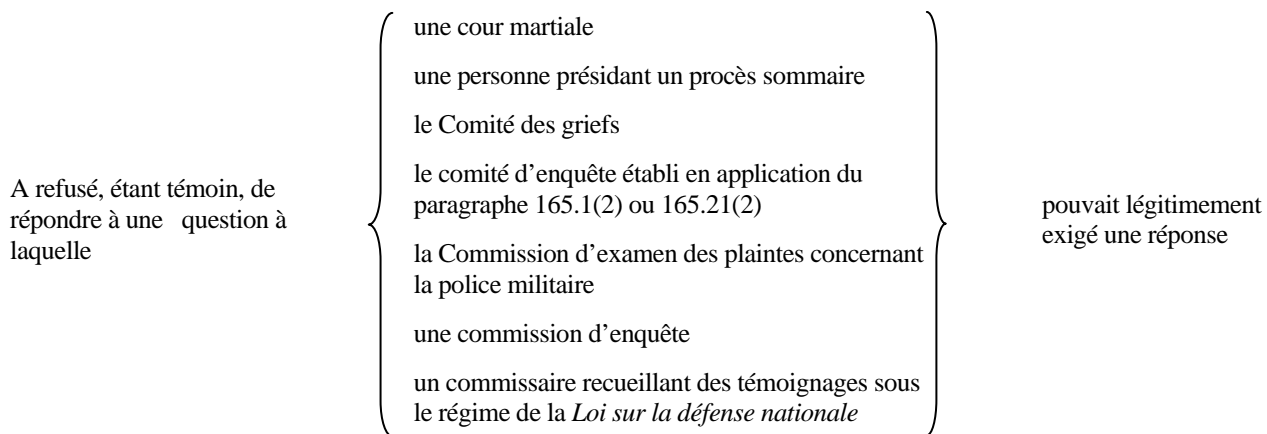 A refusé, étant témoin, de
répondre à une question à
laquelle
une cour martiale
une personne présidant un procès sommaire
le Comité des griefs
le comité d’enquête établi en application du
paragraphe 165.1(2) ou 165.21(2)
la Commission d’examen des plaintes concernant
la police militaire
une commission d’enquête
un commissaire recueillant des témoignages sous
le régime de la Loi sur la défense nationale
pouvait légitimement
exigé une réponse